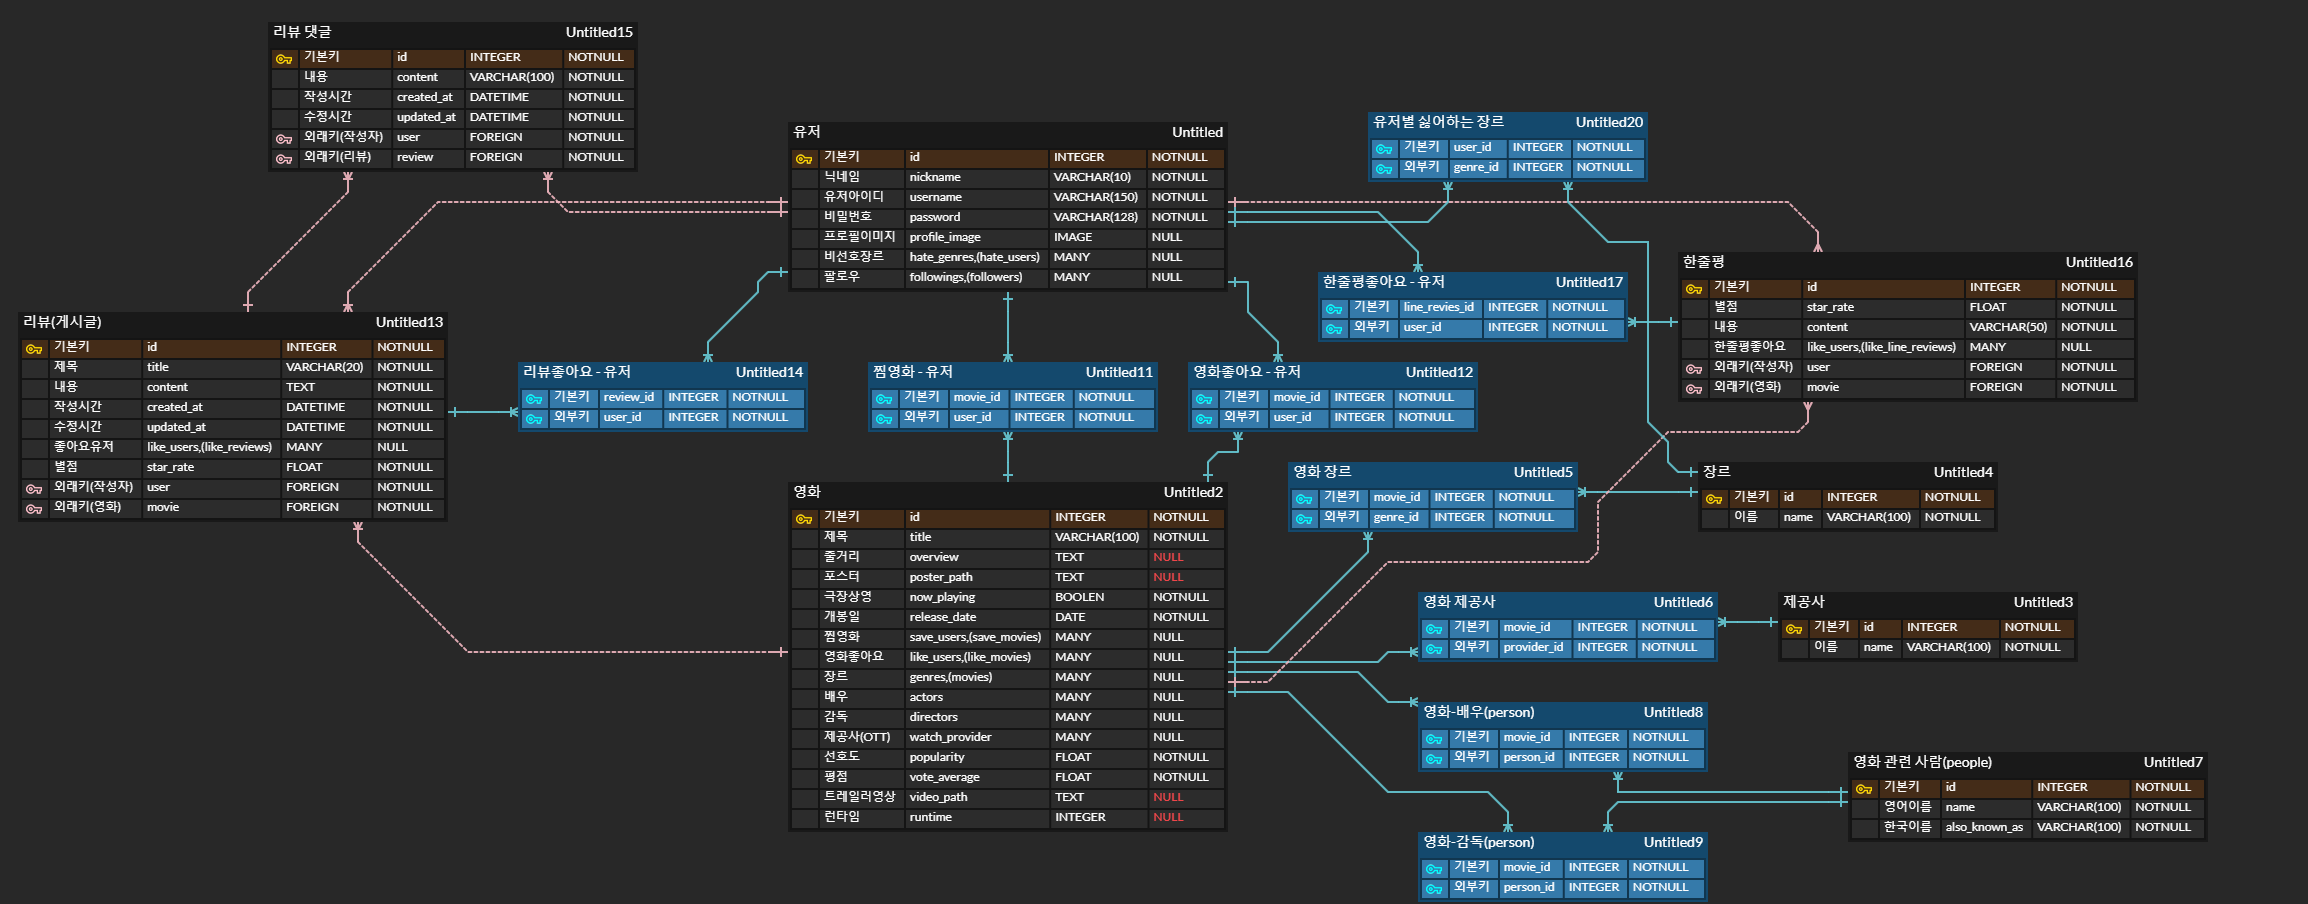 리뷰 댓글 Untitled15
기본키 id INTEGER NOTNULL
내용 content VARCHAR(100) NOTNULL
작성시간 created_at DATETIME NOTNULL
수정시간 updated_at DATETIME NOTNULL
외래키(작성자) user FOREIGN NOTNULL
외래키(리뷰) review FOREIGN NOTNULL
유저 Untitled
기본키 id INTEGER NOTNULL
닉네임 nickname VARCHAR(10) NOTNULL
유저아이디 username VARCHAR(150) NOTNULL
비밀번호 password VARCHAR(128) NOTNULL
프로필이미지 profile_image IMAGE NULL
비선호장르 hate_genres,(hate_users) MANY NULL
팔로우 followings,(followers) MANY NULL
유저별 싫어하는 장르 Untitled20
기본키 user_id INTEGER NOTNULL
외부키 genre_id INTEGER NOTNULL
한줄평좋아요 - 유저 Untitled17
기본키 line_revies_id INTEGER NOTNULL
외부키 user_id INTEGER NOTNULL
한줄평 Untitled16
기본키 id INTEGER NOTNULL
별점 star_rate FLOAT NOTNULL
내용 content VARCHAR(50) NOTNULL
한줄평좋아요 like_users,(like_line_reviews) MANY NULL
외래키(작성자) user FOREIGN NOTNULL
외래키(영화) movie FOREIGN NOTNULL
리뷰(게시글) Untitled13
기본키 id INTEGER NOTNULL
제목 title VARCHAR(20) NOTNULL
내용 content TEXT NOTNULL
작성시간 created_at DATETIME NOTNULL
수정시간 updated_at DATETIME NOTNULL
좋아요유저 like_users,(like_reviews) MANY NULL
별점 star_rate FLOAT NOTNULL
외래키(작성자) user FOREIGN NOTNULL
외래키(영화) movie FOREIGN NOTNULL
리뷰좋아요 - 유저 Untitled14
기본키 review_id INTEGER NOTNULL
외부키 user_id INTEGER NOTNULL
찜영화 - 유저 Untitled11
기본키 movie_id INTEGER NOTNULL
외부키 user_id INTEGER NOTNULL
영화좋아요 - 유저 Untitled12
기본키 movie_id INTEGER NOTNULL
외부키 user_id INTEGER NOTNULL
영화 Untitled2
기본키 id INTEGER NOTNULL
제목 title VARCHAR(100) NOTNULL
줄거리 overview TEXT NULL
포스터 poster_path TEXT NULL
극장상영 now_playing BOOLEN NOTNULL
개봉일 release_date DATE NOTNULL
찜영화 save_users,(save_movies) MANY NULL
영화좋아요 like_users,(like_movies) MANY NULL
장르 genres,(movies) MANY NULL
배우 actors MANY NULL
감독 directors MANY NULL
제공사(OTT) watch_provider MANY NULL
선호도 popularity FLOAT NOTNULL
평점 vote_average FLOAT NOTNULL
트레일러영상 video_path TEXT NULL
런타임 runtime INTEGER NULL
영화 장르 Untitled5
기본키 movie_id INTEGER NOTNULL
외부키 genre_id INTEGER NOTNULL
장르 Untitled4
기본키 id INTEGER NOTNULL
이름 name VARCHAR(100) NOTNULL
영화 제공사 Untitled6
기본키 movie_id INTEGER NOTNULL
외부키 provider_id INTEGER NOTNULL
제공사 Untitled3
기본키 id INTEGER NOTNULL
이름 name VARCHAR(100) NOTNULL
영화-배우(person) Untitled8
기본키 movie_id INTEGER NOTNULL
외부키 person_id INTEGER NOTNULL
영화 관련 사람(people) Untitled7
기본키 id INTEGER NOTNULL
영어이름 name VARCHAR(100) NOTNULL
한국이름 also_known_as VARCHAR(100) NOTNULL
영화-감독(person) Untitled9
기본키 movie_id INTEGER NOTNULL
외부키 person_id INTEGER NOTNULL